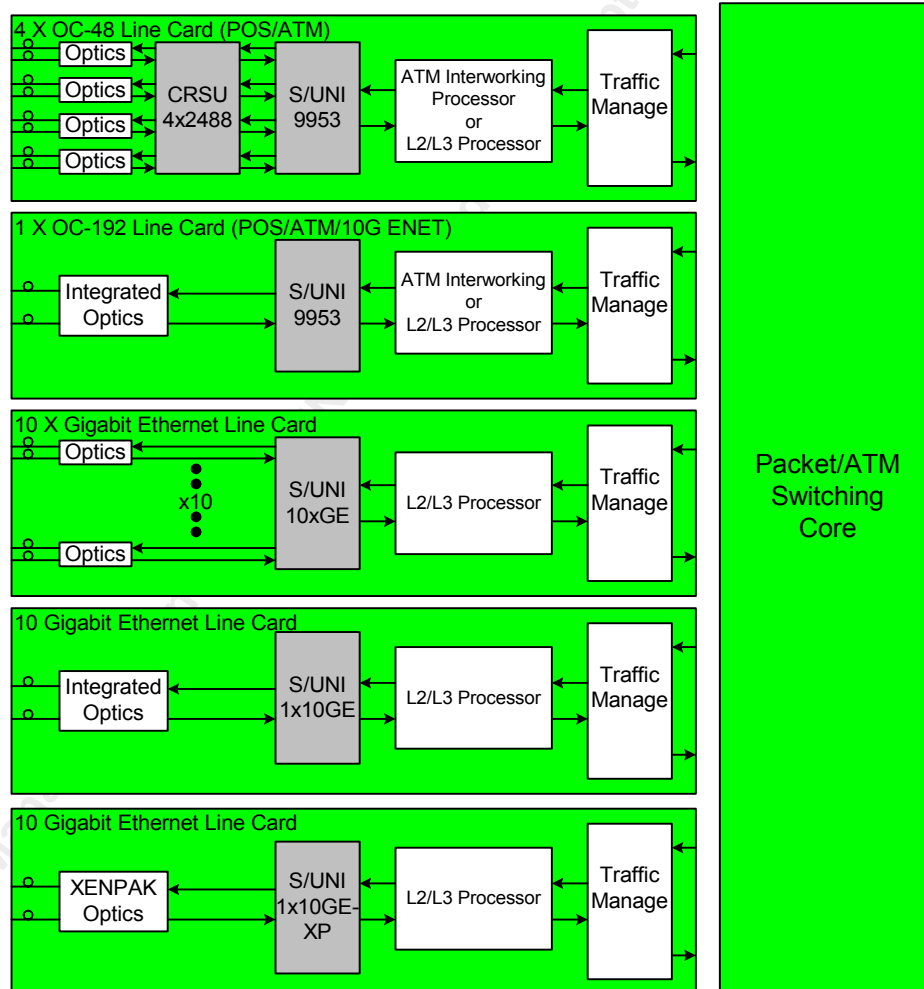 4 X OC-48 Line Card (POS/ATM)
Optics
Optics
Optics
Optics
CRSU
4x2488
S/UNI
9953
ATM Interworking
Processor
or
L2/L3 Processor
Traffic
Manage
1 X OC-192 Line Card (POS/ATM/10G ENET)
Integrated
Optics
S/UNI
9953
ATM Interworking
or
L2/L3 Processor
Traffic
Manage
10 X Gigabit Ethernet Line Card
Optics
x10
Optics
S/UNI
10xGE
L2/L3 Processor
Traffic
Manage
10 Gigabit Ethernet Line Card
Integrated
Optics
S/UNI
1x10GE
L2/L3 Processor
Traffic
Manage
10 Gigabit Ethernet Line Card
XENPAK
Optics
S/UNI
1x10GE-
XP
L2/L3 Processor
Traffic
Manage
Packet/ATM
Switching
Core